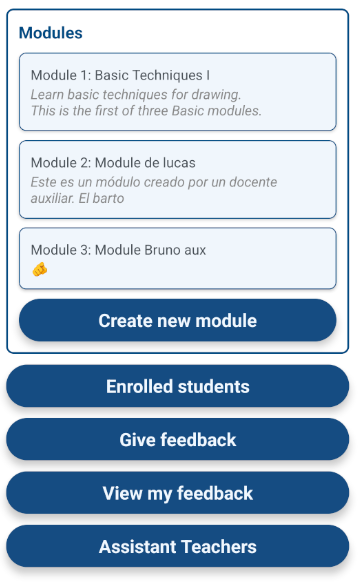 Modules
Module 1: Basic Techniques I
Learn basic techniques for drawing.
This is the first of three Basic modules.
Module 2: Module de lucas
Este es un módulo creado por un docente
auxiliar. El barto
Module 3: Module Bruno aux
🫵
Create new module
Enrolled students
Give feedback
View my feedback
Assistant Teachers